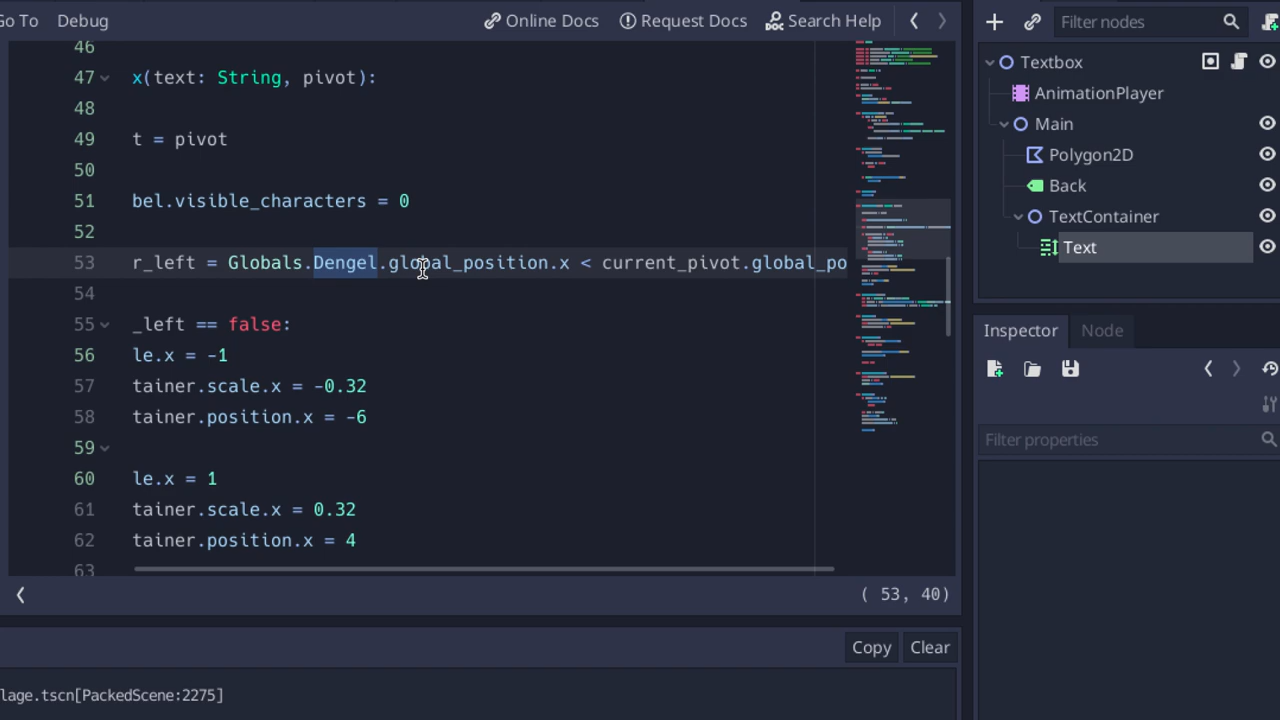 Go To Debug Online Docs Request Docs Search Help
46
47 x(text: String, pivot):
48
49 t = pivot
50
51 bel.visible_characters = 0
52
53 = Globals.Dengel.global_position.x < current_pivot.global_po
54
55 _left == false:
56 le.x = -1
57 tainer.scale.x = -0.32
58 tainer.position.x = -6
59
60 le.x = 1
61 tainer.scale.x = 0.32
62 tainer.position.x = 4
63
( 53, 40)
Copy Clear
lage.tscn[PackedScene:2275]
Filter nodes
Textbox
AnimationPlayer
Main
Polygon2D
Back
TextContainer
Text
Inspector Node
Filter properties